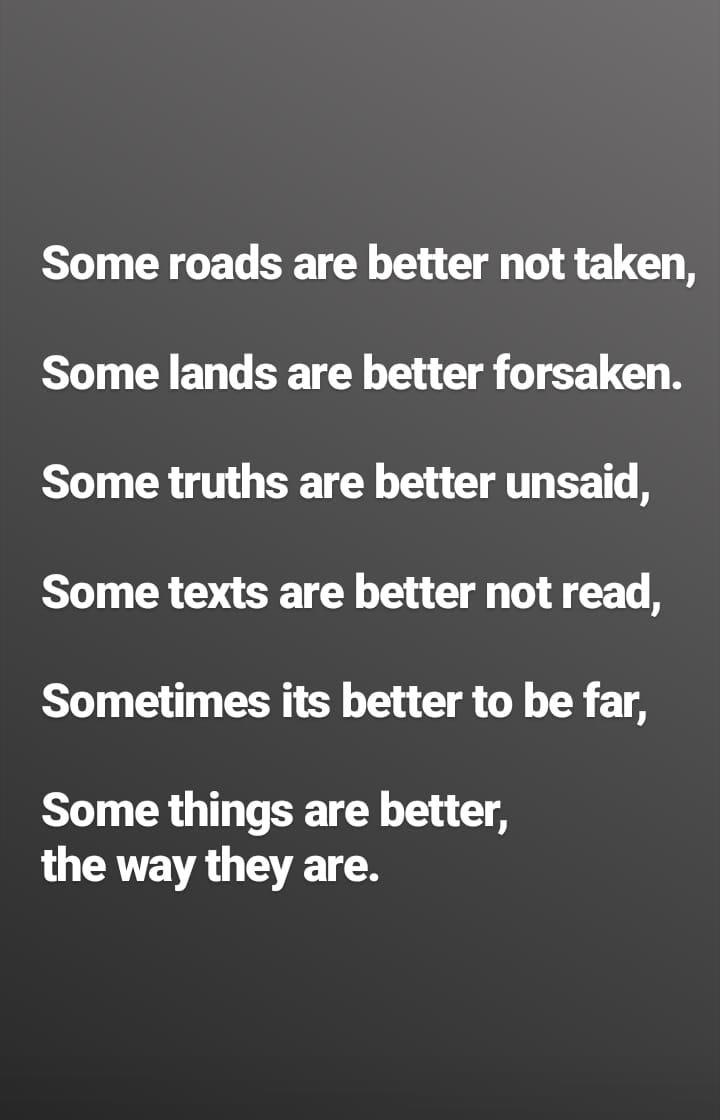 Some roads are better not taken,
Some lands are better forsaken.
Some truths are better unsaid,
Some texts are better not read,
Sometimes its better to be far,
Some things are better,
the way they are.